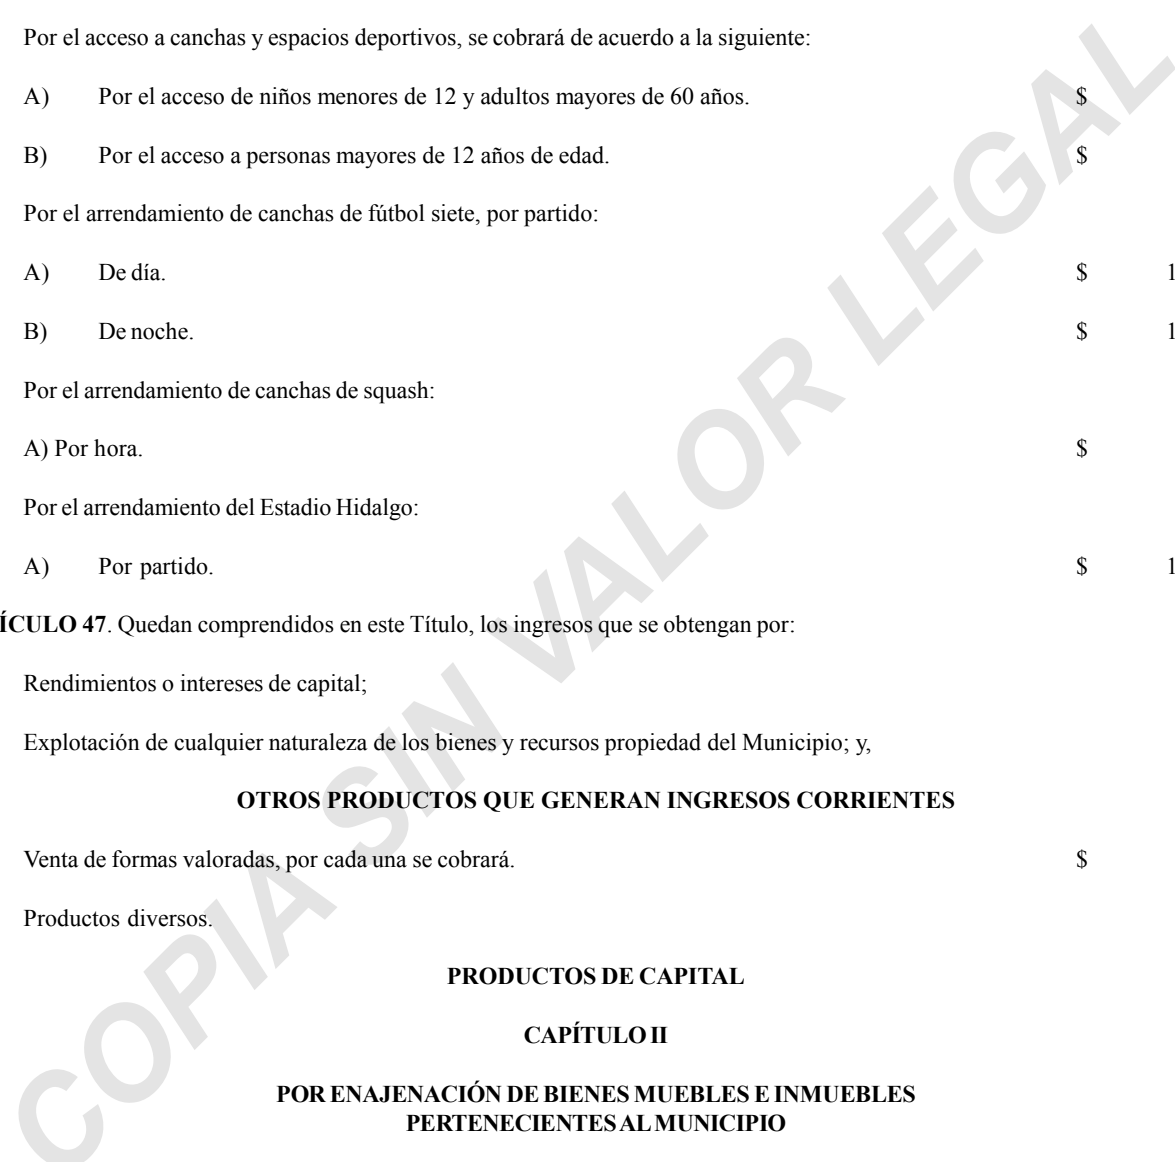 Por el acceso a canchas y espacios deportivos, se cobrará de acuerdo a la siguiente:
A) Por el acceso de niños menores de 12 y adultos mayores de 60 años. $
B) Por el acceso a personas mayores de 12 años de edad. $
Por el arrendamiento de canchas de fútbol siete, por partido:
A) De día. $ 1
B) De noche. $ 1
Por el arrendamiento de canchas de squash:
A) Por hora. $
Por el arrendamiento del Estadio Hidalgo:
A) Por partido. $ 1
ÍCULO 47. Quedan comprendidos en este Título, los ingresos que se obtengan por:
Rendimientos o intereses de capital;
Explotación de cualquier naturaleza de los bienes y recursos propiedad del Municipio; y,
OTROS PRODUCTOS QUE GENERAN INGRESOS CORRIENTES
Venta de formas valoradas, por cada una se cobrará. $
Productos diversos.
PRODUCTOS DE CAPITAL
CAPÍTULO II
POR ENAJENACIÓN DE BIENES MUEBLES E INMUEBLES
PERTENECIENTES AL MUNICIPIO
COPIA SIN VALOR LEGAL